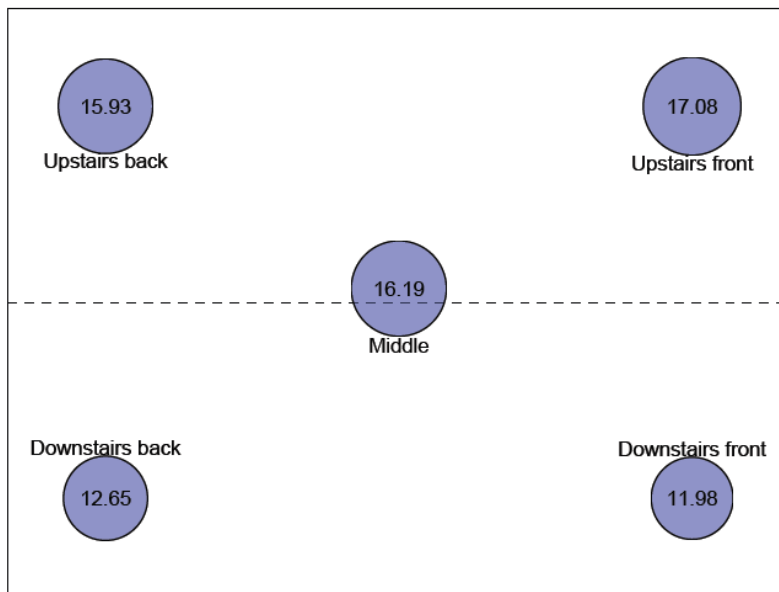 15.93
Upstairs back
17.08
Upstairs front
16.19
Middle
Downstairs back
12.65
Downstairs front
11.98